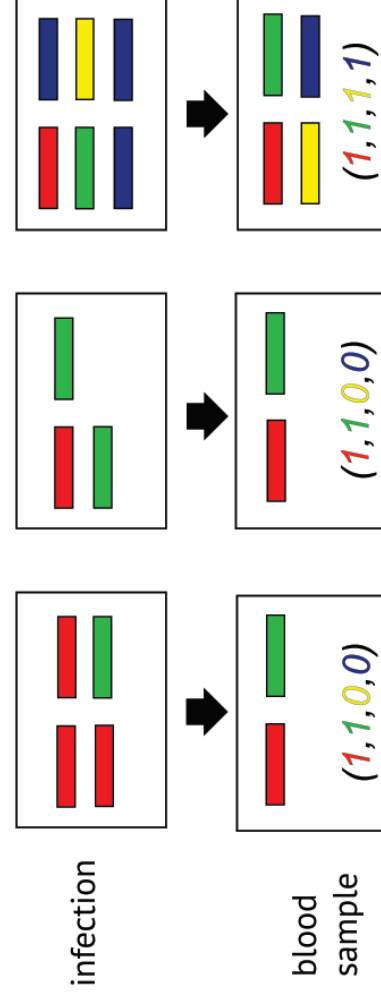 infection
blood
sample
(1,1,0,0)
(1,1,0,0)
(1,1,1,1)